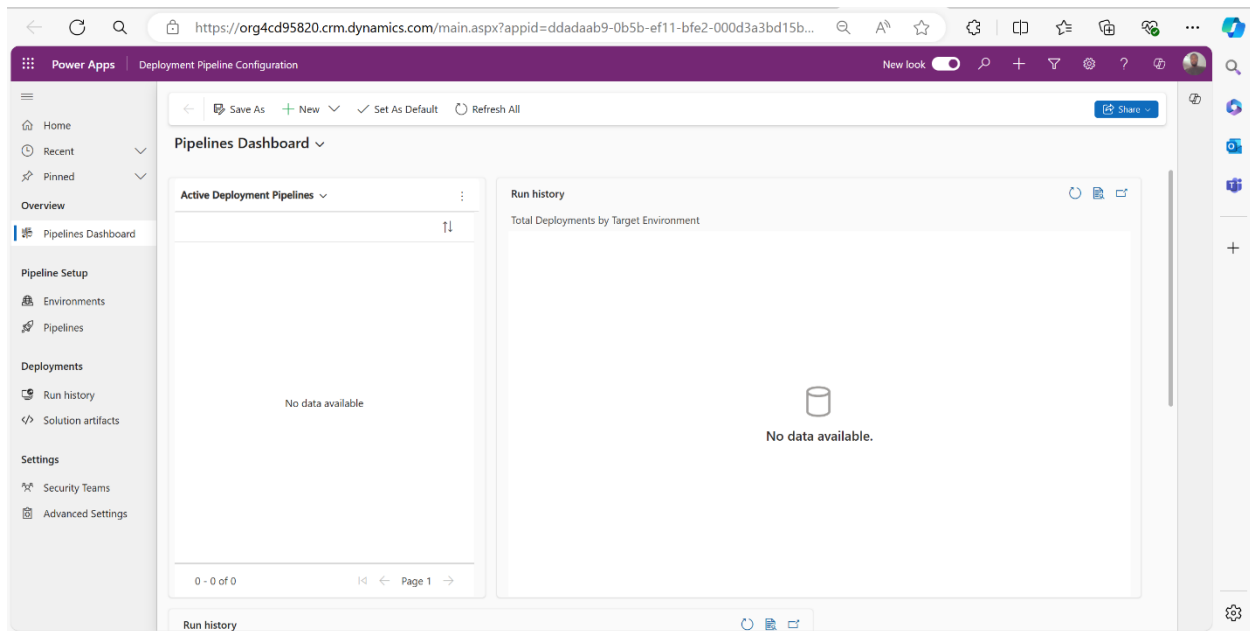 https://org4cd95820.crm.dynamics.com/main.aspx?appid=ddadaab9-0b5b-ef11-bfe2-000d3a3bd15b...
Power Apps Deployment Pipeline Configuration New look
Save As New Set As Default Refresh All Share
Home
Recent
Pinned
Overview
Pipelines Dashboard
Pipeline Setup
Environments
Pipelines
Deployments
Run history
Solution artifacts
Settings
Security Teams
Advanced Settings
Pipelines Dashboard
Active Deployment Pipelines
No data available
0 - 0 of 0 Page 1
Run history
Total Deployments by Target Environment
No data available.
Run history